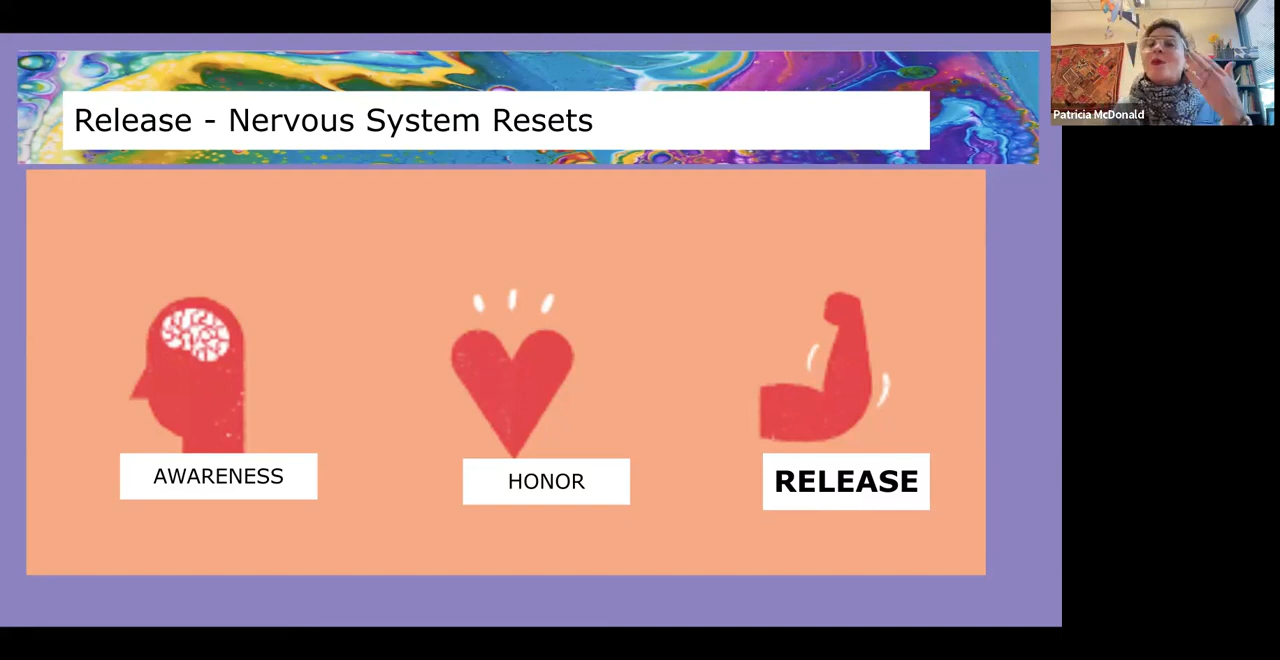 Release - Nervous System Resets
Patricia McDonald
AWARENESS
HONOR
RELEASE